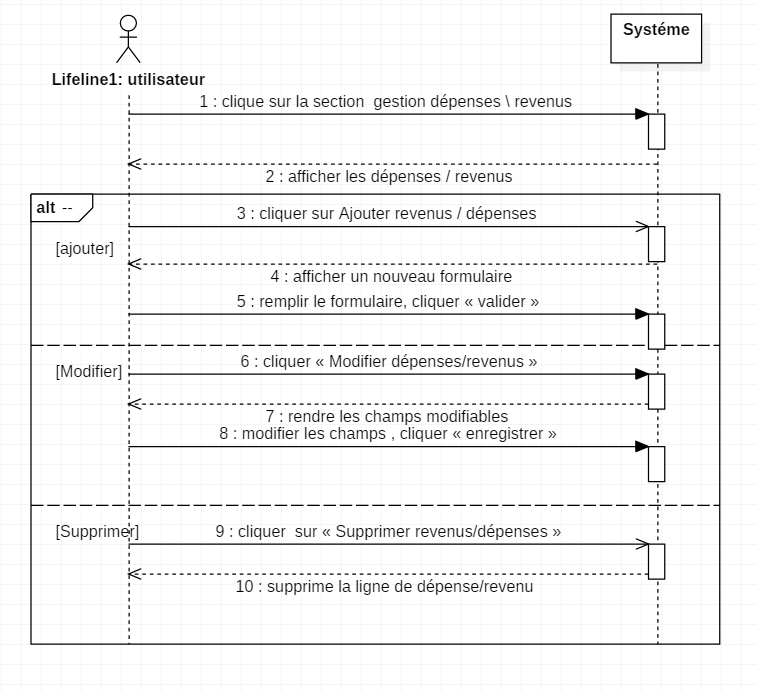 Systéme
Lifeline1: utilisateur
1 : clique sur la section  gestion dépenses \ revenus
2 : afficher les dépenses / revenus
alt --
3 : cliquer sur Ajouter revenus / dépenses
[ajouter]
4 : afficher un nouveau formulaire
5 : remplir le formulaire, cliquer « valider »
6 : cliquer « Modifier dépenses/revenus »
[Modifier]
7 : rendre les champs modifiables
8 : modifier les champs , cliquer « enregistrer »
[Supprimer]
9 : cliquer  sur « Supprimer revenus/dépenses »
10 : supprime la ligne de dépense/revenu